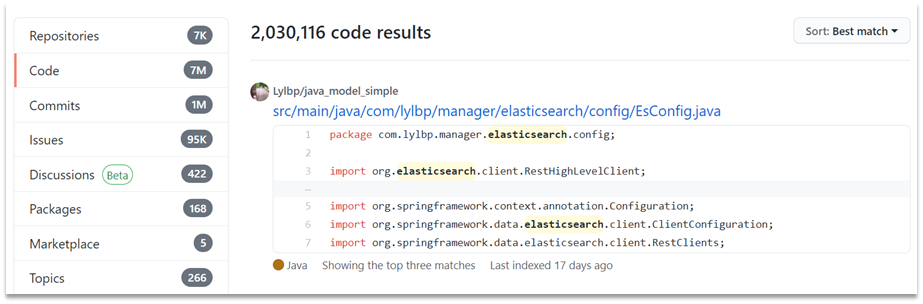 Repositories 7K
Code 7M
Commits 1M
Issues 95K
Discussions Beta 422
Packages 168
Marketplace 5
Topics 266
2,030,116 code results
Sort: Best match
Lylbp/java_model_simple
src/main/java/com/lylbp/manager/elasticsearch/config/EsConfig.java
1 package com.lylbp.manager.elasticsearch.config;
2
3 import org.elasticsearch.client.RestHighLevelClient;
…
5 import org.springframework.context.annotation.Configuration;
6 import org.springframework.data.elasticsearch.client.ClientConfiguration;
7 import org.springframework.data.elasticsearch.client.RestClients;
Java Showing the top three matches Last indexed 17 days ago